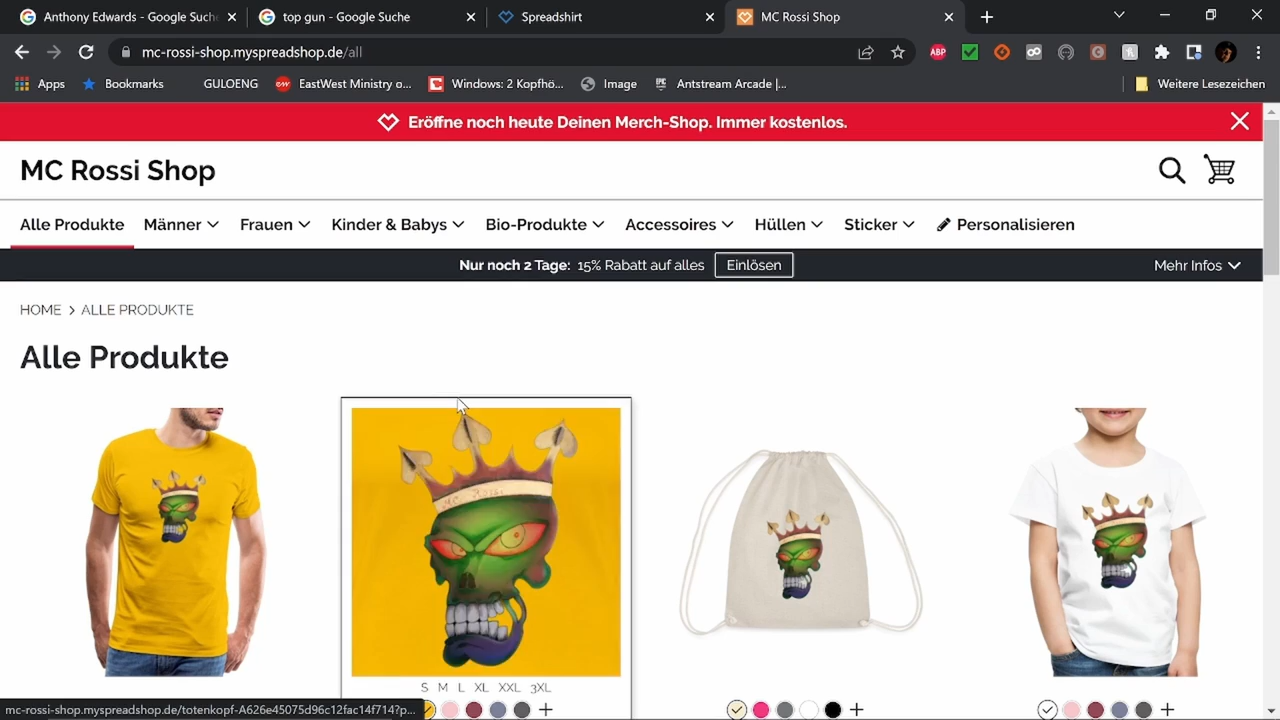 Anthony Edwards - Google Suche
top gun - Google Suche
Spreadshirt
MC Rossi Shop
mc-rossi-shop.myspreadshop.de/all
ABP
Apps
Bookmarks
GULOENG
EastWest Ministry o...
Windows: 2 Kopfhö...
Image
Antstream Arcade |...
Weitere Lesezeichen
Eröffne noch heute Deinen Merch-Shop. Immer kostenlos.
MC Rossi Shop
Alle Produkte
Männer
Frauen
Kinder & Babys
Bio-Produkte
Accessoires
Hüllen
Sticker
Personalisieren
Nur noch 2 Tage: 15% Rabatt auf alles
Einlösen
Mehr Infos
HOME > ALLE PRODUKTE
Alle Produkte
S M L XL XXL 3XL
mc-rossi-shop.myspreadshop.de/totenkopf-A626e45075d96c12fac14f714?p...